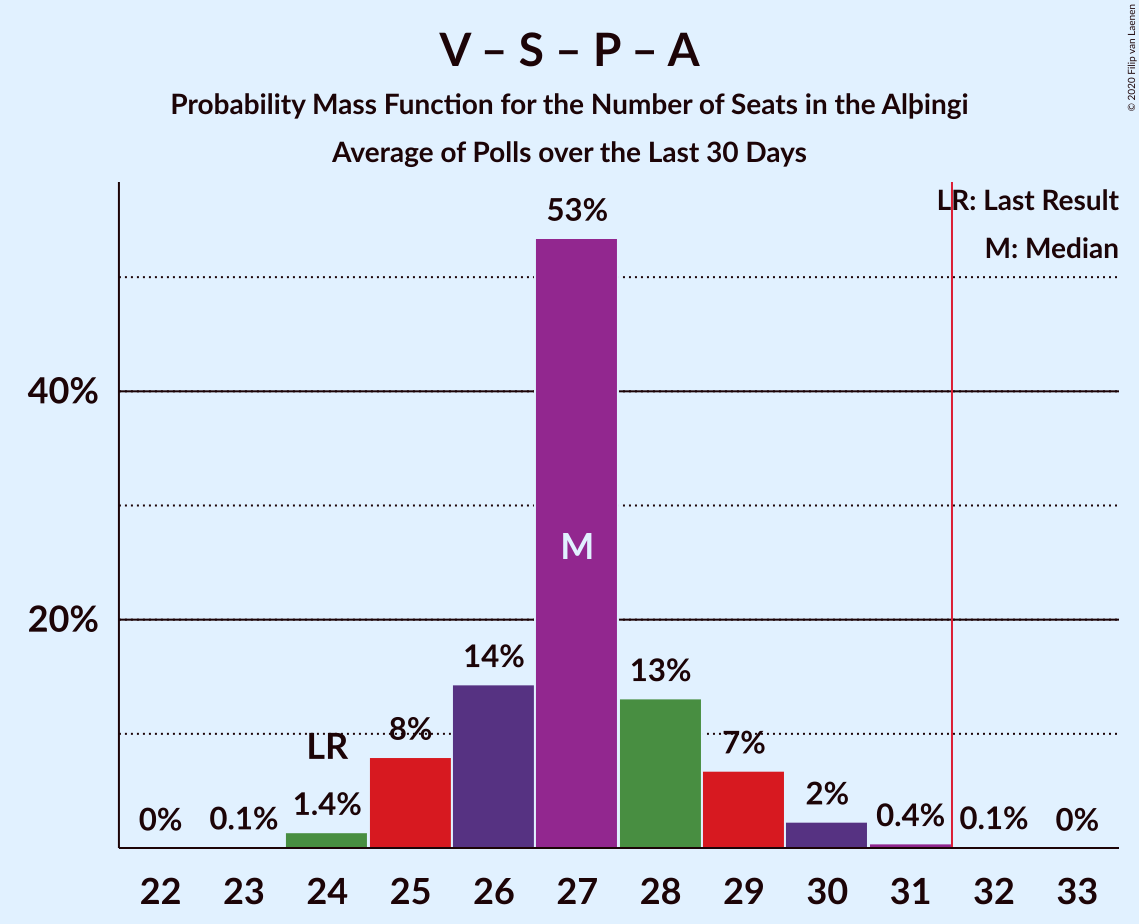 V – S – P – A
Probability Mass Function for the Number of Seats in the Alþingi
Average of Polls over the Last 30 Days
© 2020 Filip van Laenen
LR: Last Result
M: Median
53%
40%
M
20%
14%
13%
8%
7%
LR
2%
1.4%
0.4%
0%
0.1%
0.1%
0%
22 23 24 25 26 27 28 29 30 31 32 33